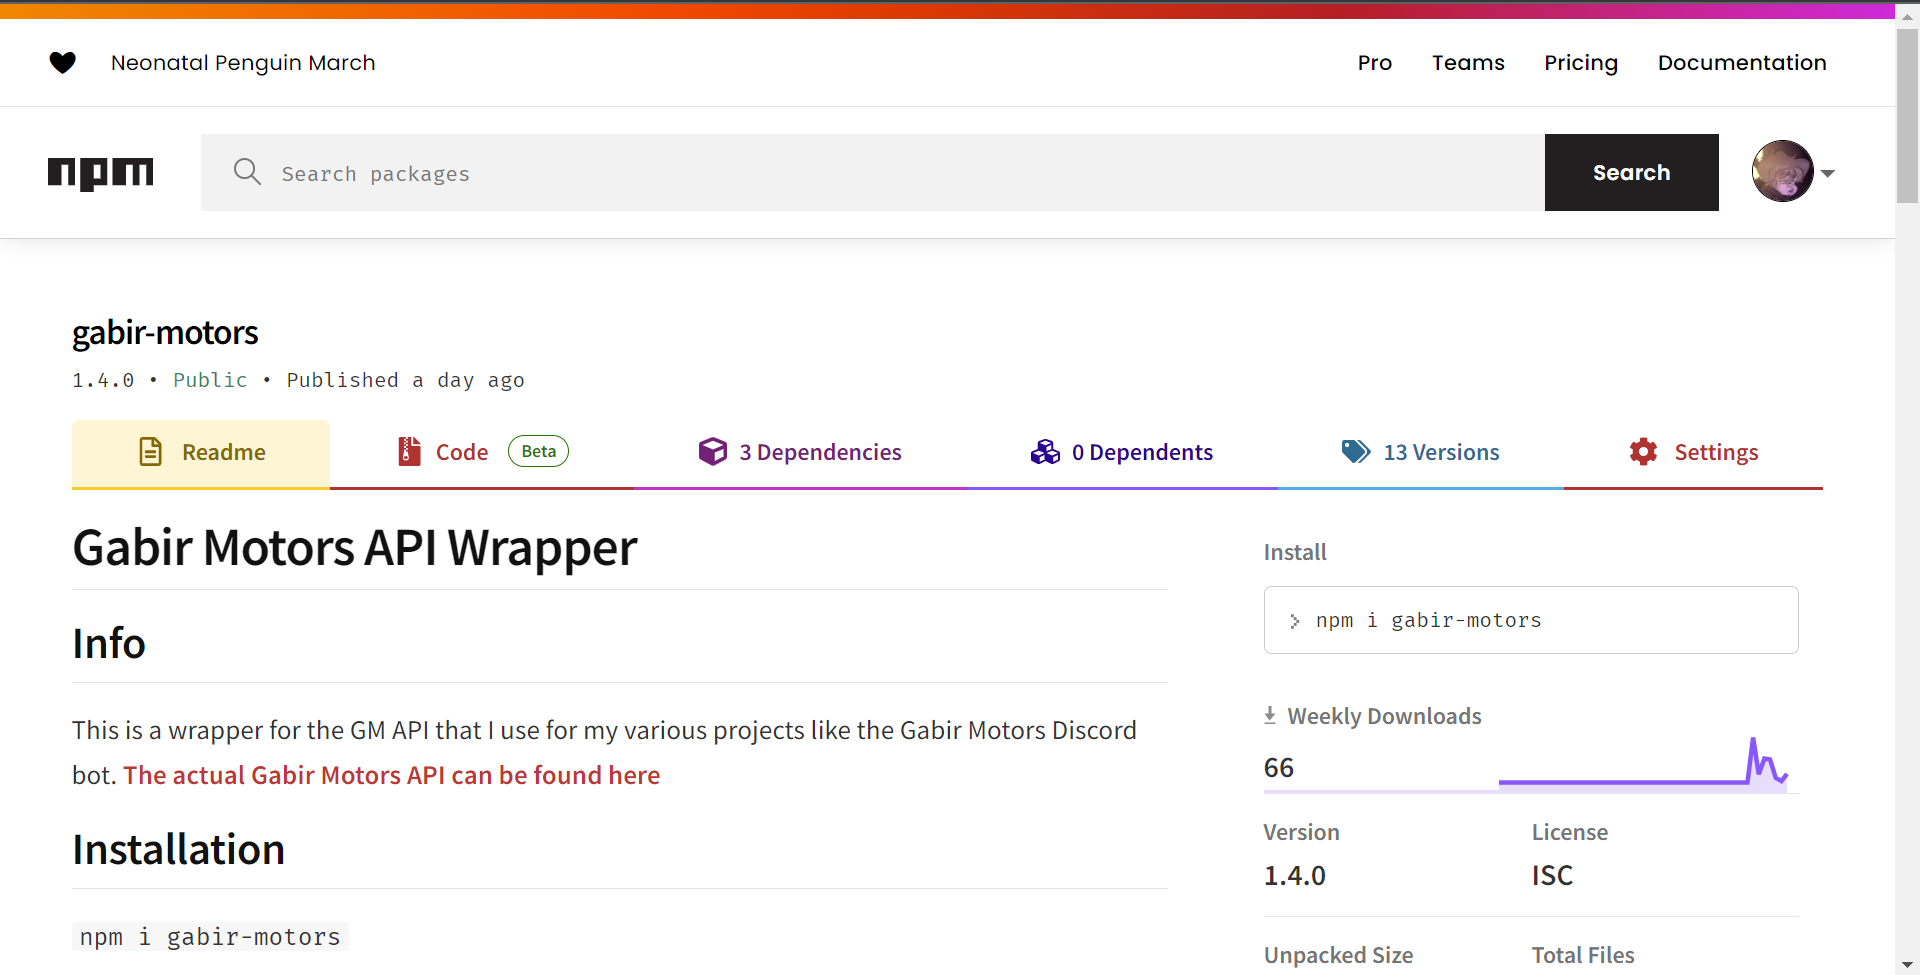 Neonatal Penguin March
Pro Teams Pricing Documentation
npm
Search packages
Search
gabir-motors
1.4.0 • Public • Published a day ago
Readme
Code Beta
3 Dependencies
0 Dependents
13 Versions
Settings
Gabir Motors API Wrapper
Info
This is a wrapper for the GM API that I use for my various projects like the Gabir Motors Discord
bot. The actual Gabir Motors API can be found here
Installation
npm i gabir-motors
Install
npm i gabir-motors
Weekly Downloads
66
Version
1.4.0
License
ISC
Unpacked Size
Total Files